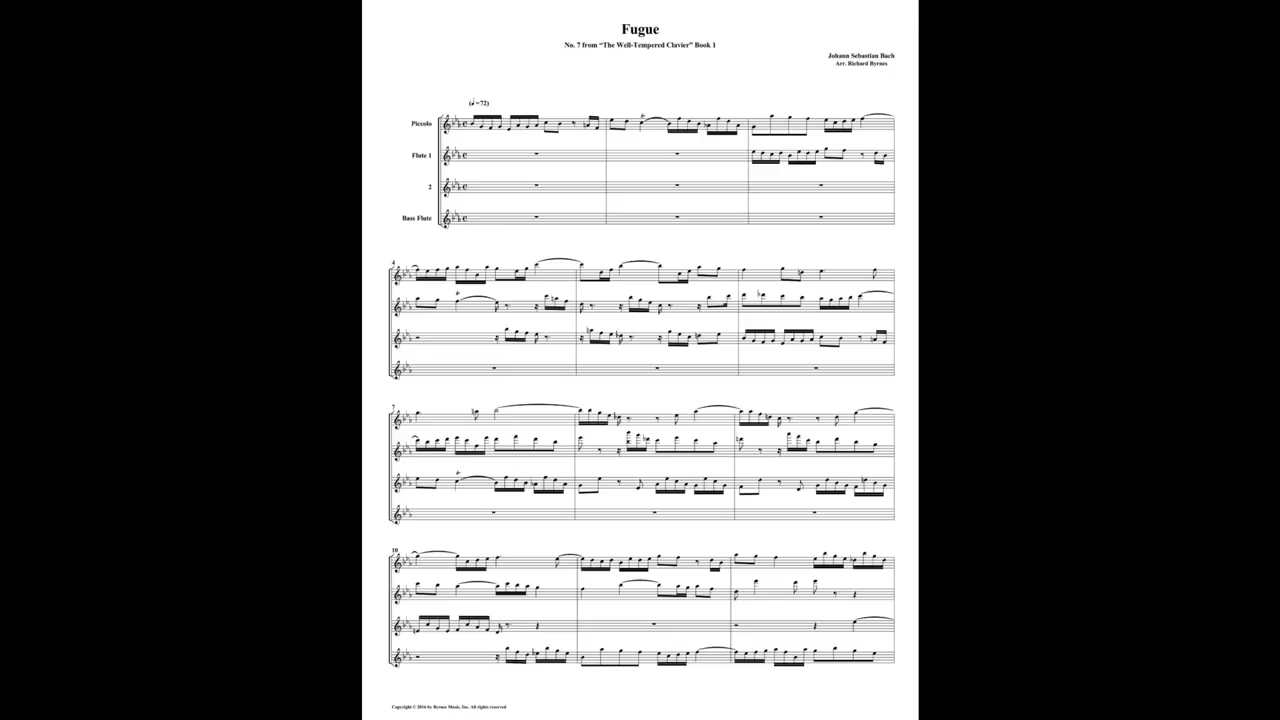 Fugue
No. 7 from “The Well-Tempered Clavier” Book 1
Johann Sebastian Bach
Arr. Richard Byrnes
(♩=72)
Piccolo
Flute 1
2
Bass Flute
4
7
10
Copyright © 2016 by Byrnes Music, Inc. All rights reserved